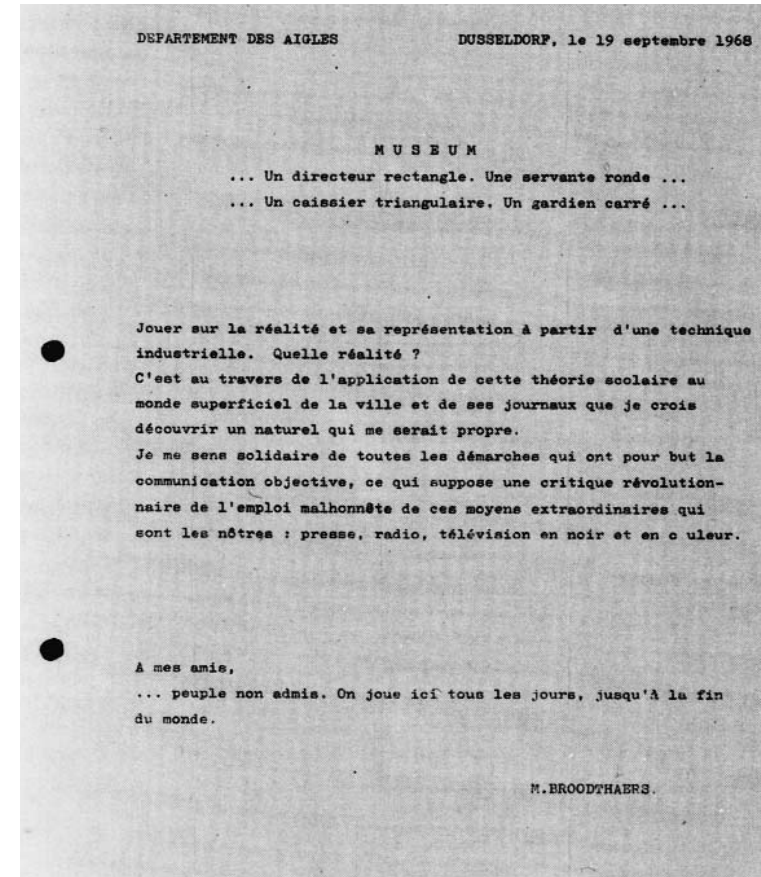 DEPARTEMENT DES AIGLES DUSSELDORF, le 19 septembre 1968
M U S E U M
... Un directeur rectangle. Une servante ronde ...
... Un caissier triangulaire. Un gardien carré ...
Jouer sur la réalité et sa représentation à partir d'une technique
industrielle. Quelle réalité ?
C'est au travers de l'application de cette théorie scolaire au
monde superficiel de la ville et de ses journaux que je crois
découvrir un naturel qui me serait propre.
Je me sens solidaire de toutes les démarches qui ont pour but la
communication objective, ce qui suppose une critique révolution-
naire de l'emploi malhonnête de ces moyens extraordinaires qui
sont les nôtres : presse, radio, télévision en noir et en c uleur.
A mes amis,
... peuple non admis. On joue ici tous les jours, jusqu'à la fin
du monde.
M.BROODTHAERS.